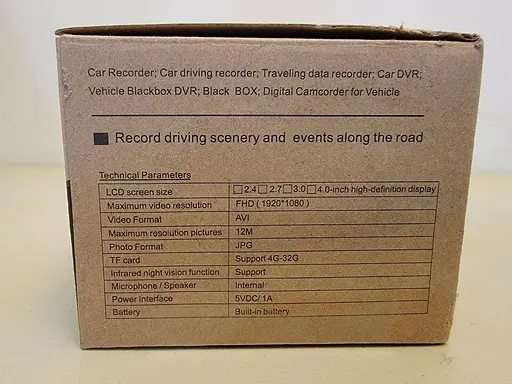 Car Recorder; Car driving recorder; Traveling data recorder; Car DVR;
Vehicle Blackbox DVR; Black BOX; Digital Camcorder for Vehicle
Record driving scenery and events along the road
Technical Parameters
LCD screen size □2.4□ 2.7□3.0□4.0-inch high-definition display
Maximum video resolution FHD ( 1920*1080 )
Video Format AVI
Maximum resolution pictures 12M
Photo Format JPG
TF card Support 4G-32G
Infrared night vision function Support
Microphone / Speaker Internal
Power Interface 5VDC/ 1A
Battery Built-in battery